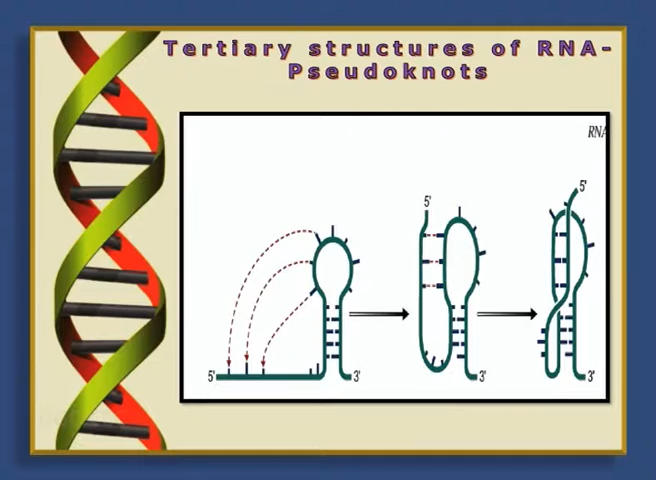 Tertiary structures of RNA-
Pseudoknots
RNA
5'
5'
5'
3'
3'
3'